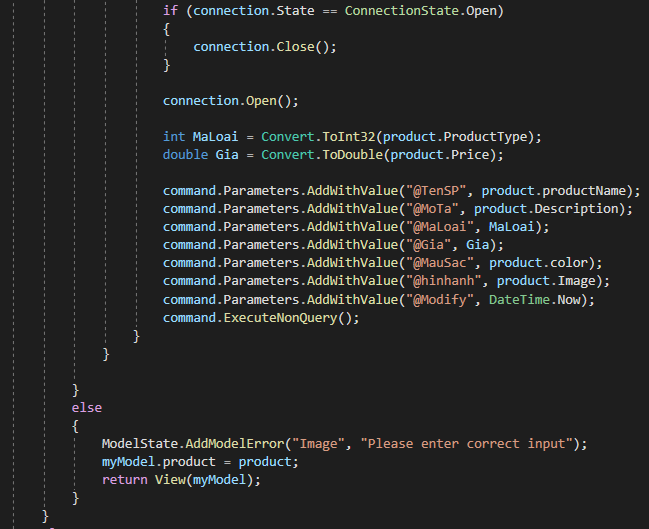 if (connection.State == ConnectionState.Open)
{
connection.Close();
}
connection.Open();
int MaLoai = Convert.ToInt32(product.ProductType);
double Gia = Convert.ToDouble(product.Price);
command.Parameters.AddWithValue("@TenSP", product.productName);
command.Parameters.AddWithValue("@MoTa", product.Description);
command.Parameters.AddWithValue("@MaLoai", MaLoai);
command.Parameters.AddWithValue("@Gia", Gia);
command.Parameters.AddWithValue("@MauSac", product.color);
command.Parameters.AddWithValue("@hinhanh", product.Image);
command.Parameters.AddWithValue("@Modify", DateTime.Now);
command.ExecuteNonQuery();
}
}
}
else
{
ModelState.AddModelError("Image", "Please enter correct input");
myModel.product = product;
return View(myModel);
}
}